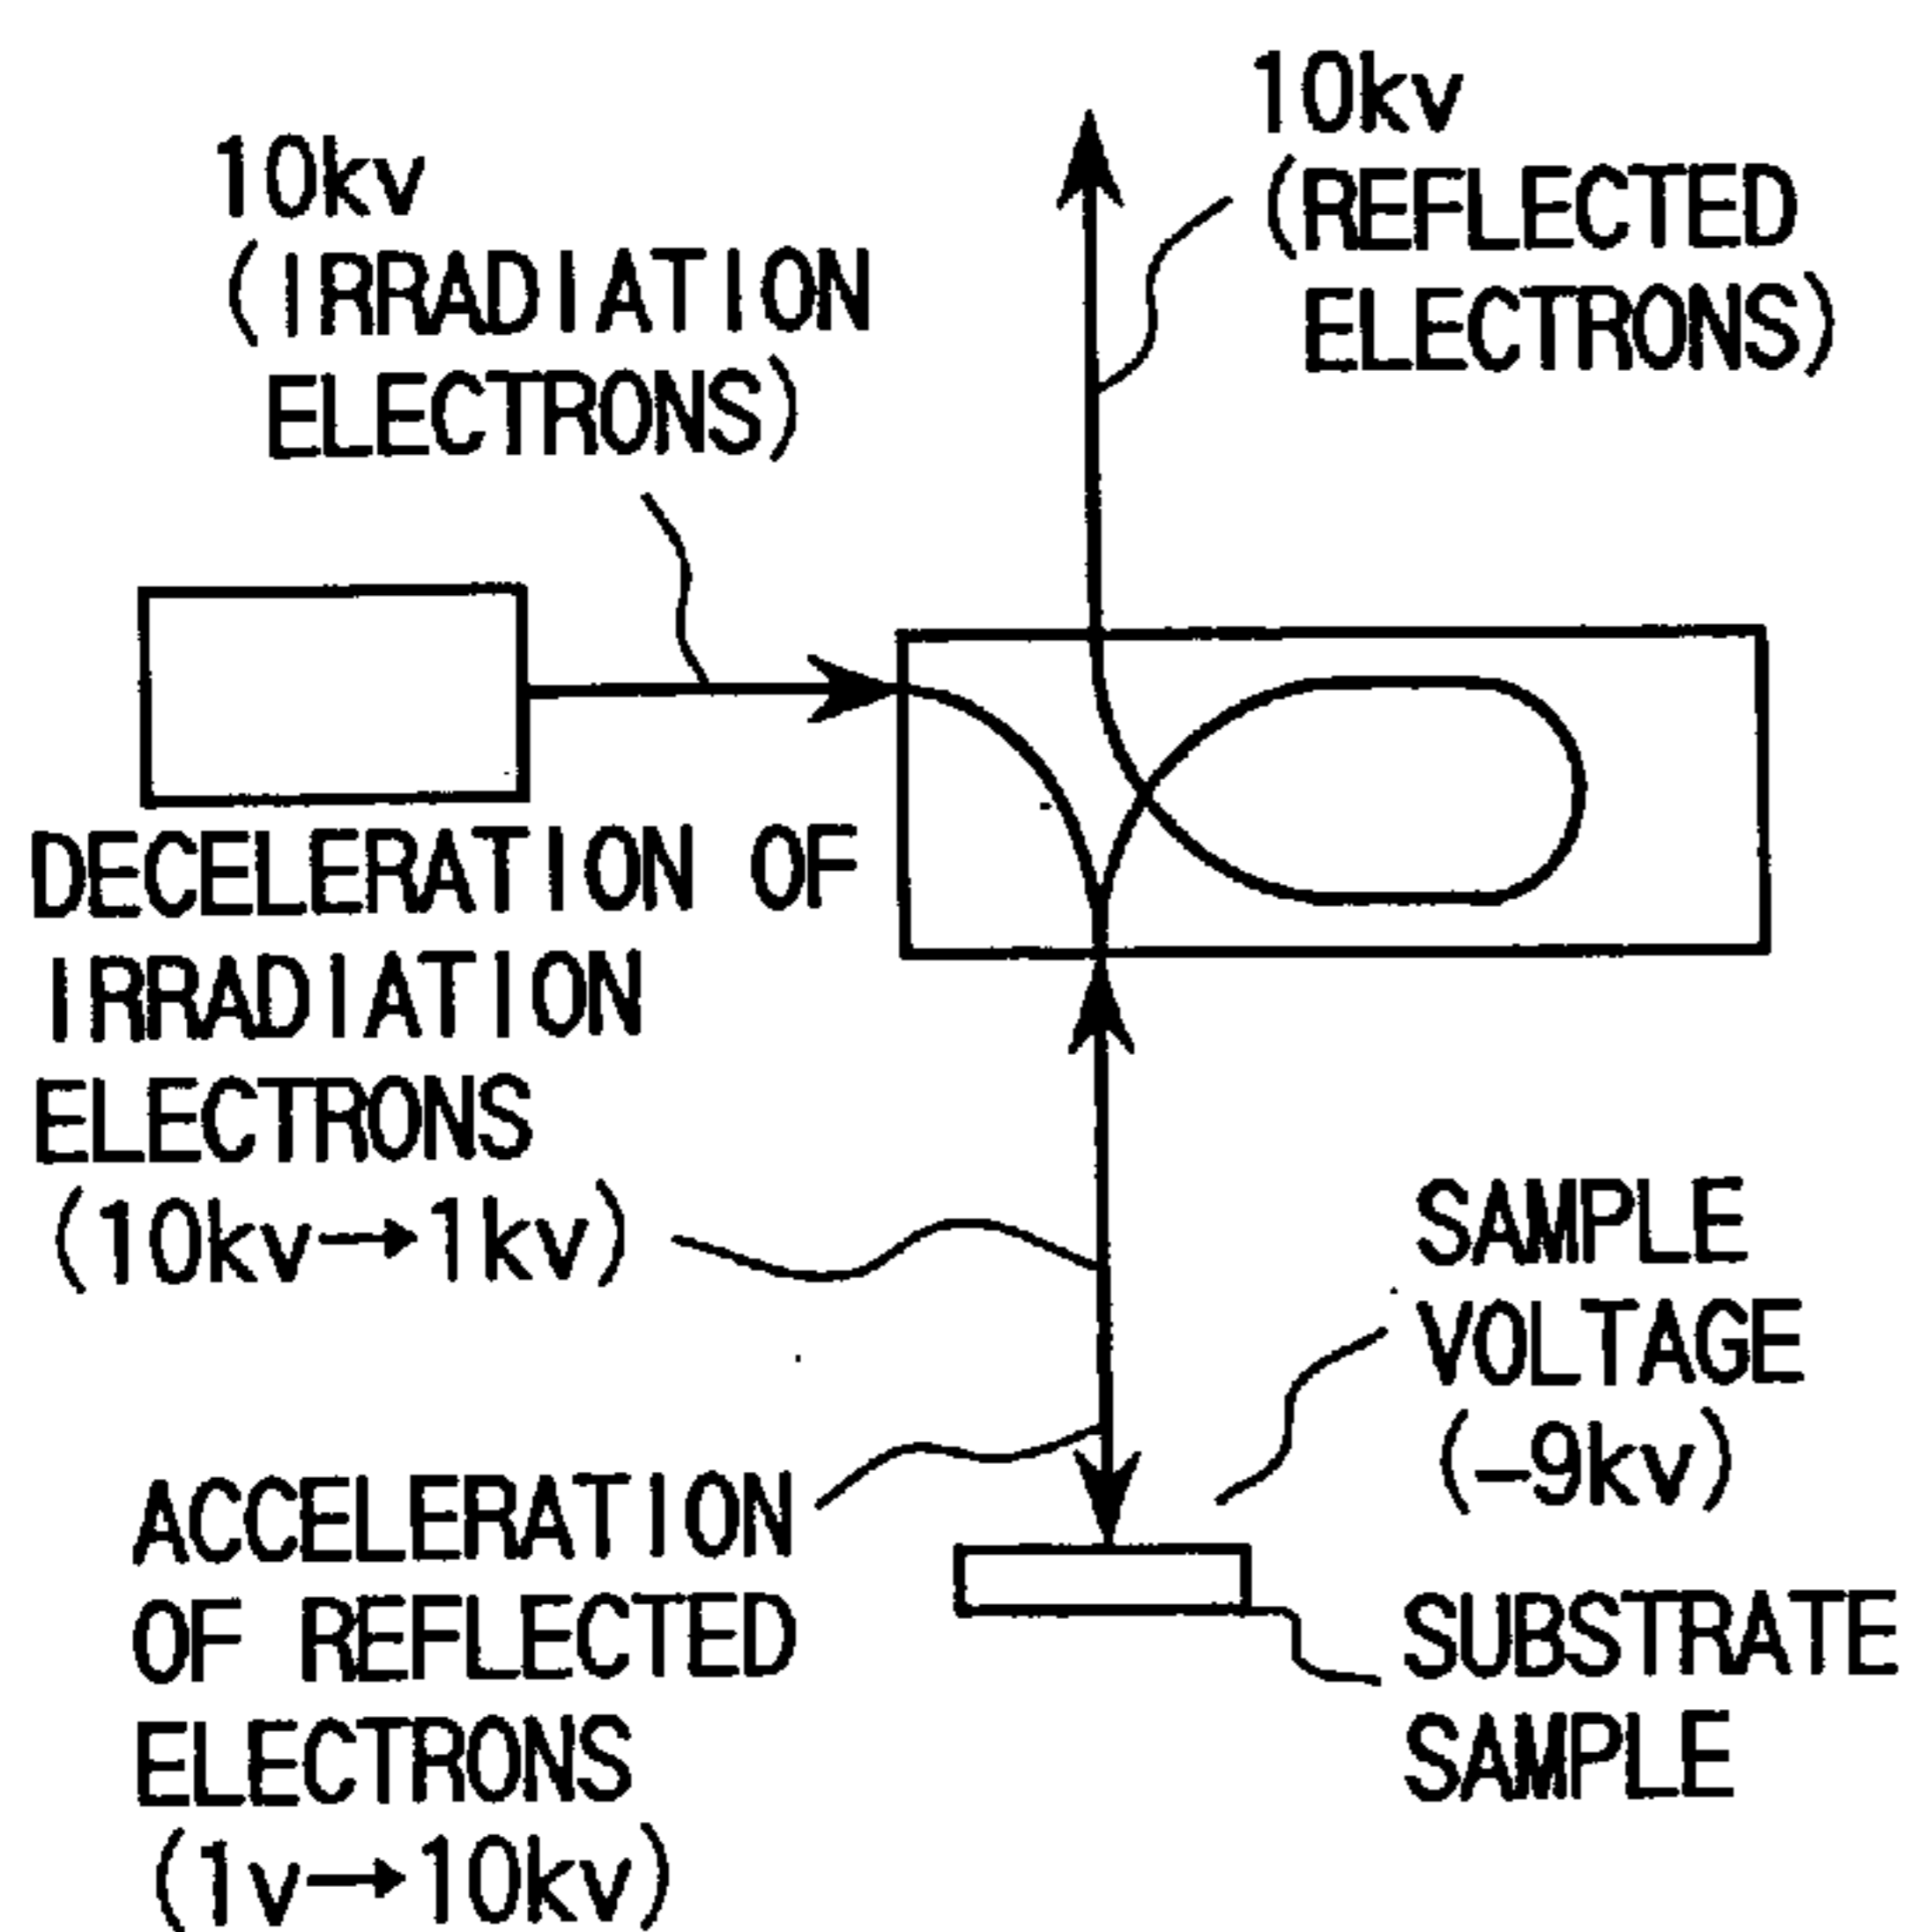 10kv
(IRRADIATION
ELECTRONS)
10kv
(REFLECTED
ELECTRONS)
DECELERATION OF
IRRADIATION
ELECTRONS
(10kv→1kv)
SAMPLE
VOLTAGE
(-9kv)
ACCELERATION
OF REFLECTED
ELECTRONS
(1v→10kv)
SUBSTRATE
SAMPLE